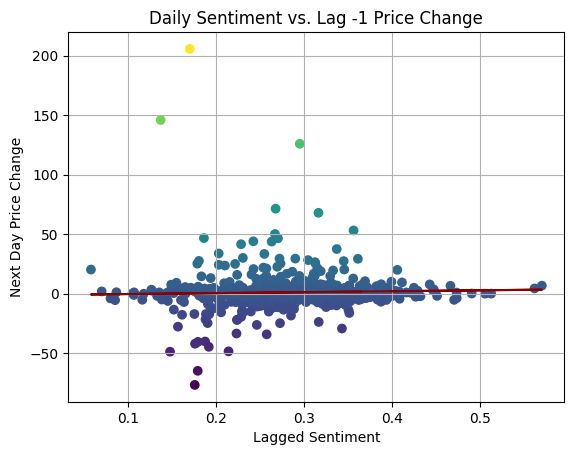 Daily Sentiment vs. Lag -1 Price Change
Next Day Price Change
200
150
100
50
0
−50
0.1 0.2 0.3 0.4 0.5
Lagged Sentiment